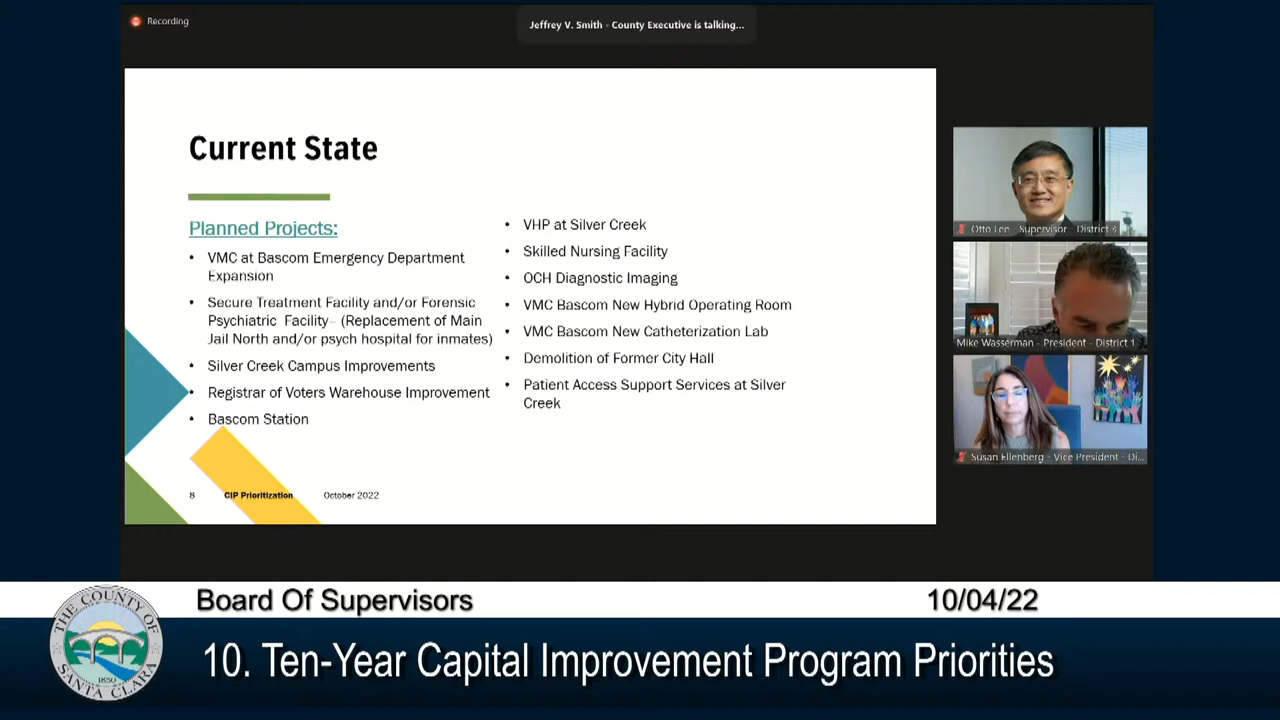 Recording
Jeffrey V. Smith - County Executive is talking...
Current State
Planned Projects:
• VMC at Bascom Emergency Department
Expansion
• Secure Treatment Facility and/or Forensic
Psychiatric Facility– (Replacement of Main
Jail North and/or psych hospital for inmates)
• Silver Creek Campus Improvements
• Registrar of Voters Warehouse Improvement
• Bascom Station
• VHP at Silver Creek
• Skilled Nursing Facility
• OCH Diagnostic Imaging
• VMC Bascom New Hybrid Operating Room
• VMC Bascom New Catheterization Lab
• Demolition of Former City Hall
• Patient Access Support Services at Silver
Creek
8 CIP Prioritization October 2022
Otto Lee - Supervisor - District 3
Mike Wasserman - President - District 1
Susan Ellenberg - Vice President - Di...
Board Of Supervisors
10/04/22
THE COUNTY OF
SANTA CLARA
1850
10. Ten-Year Capital Improvement Program Priorities